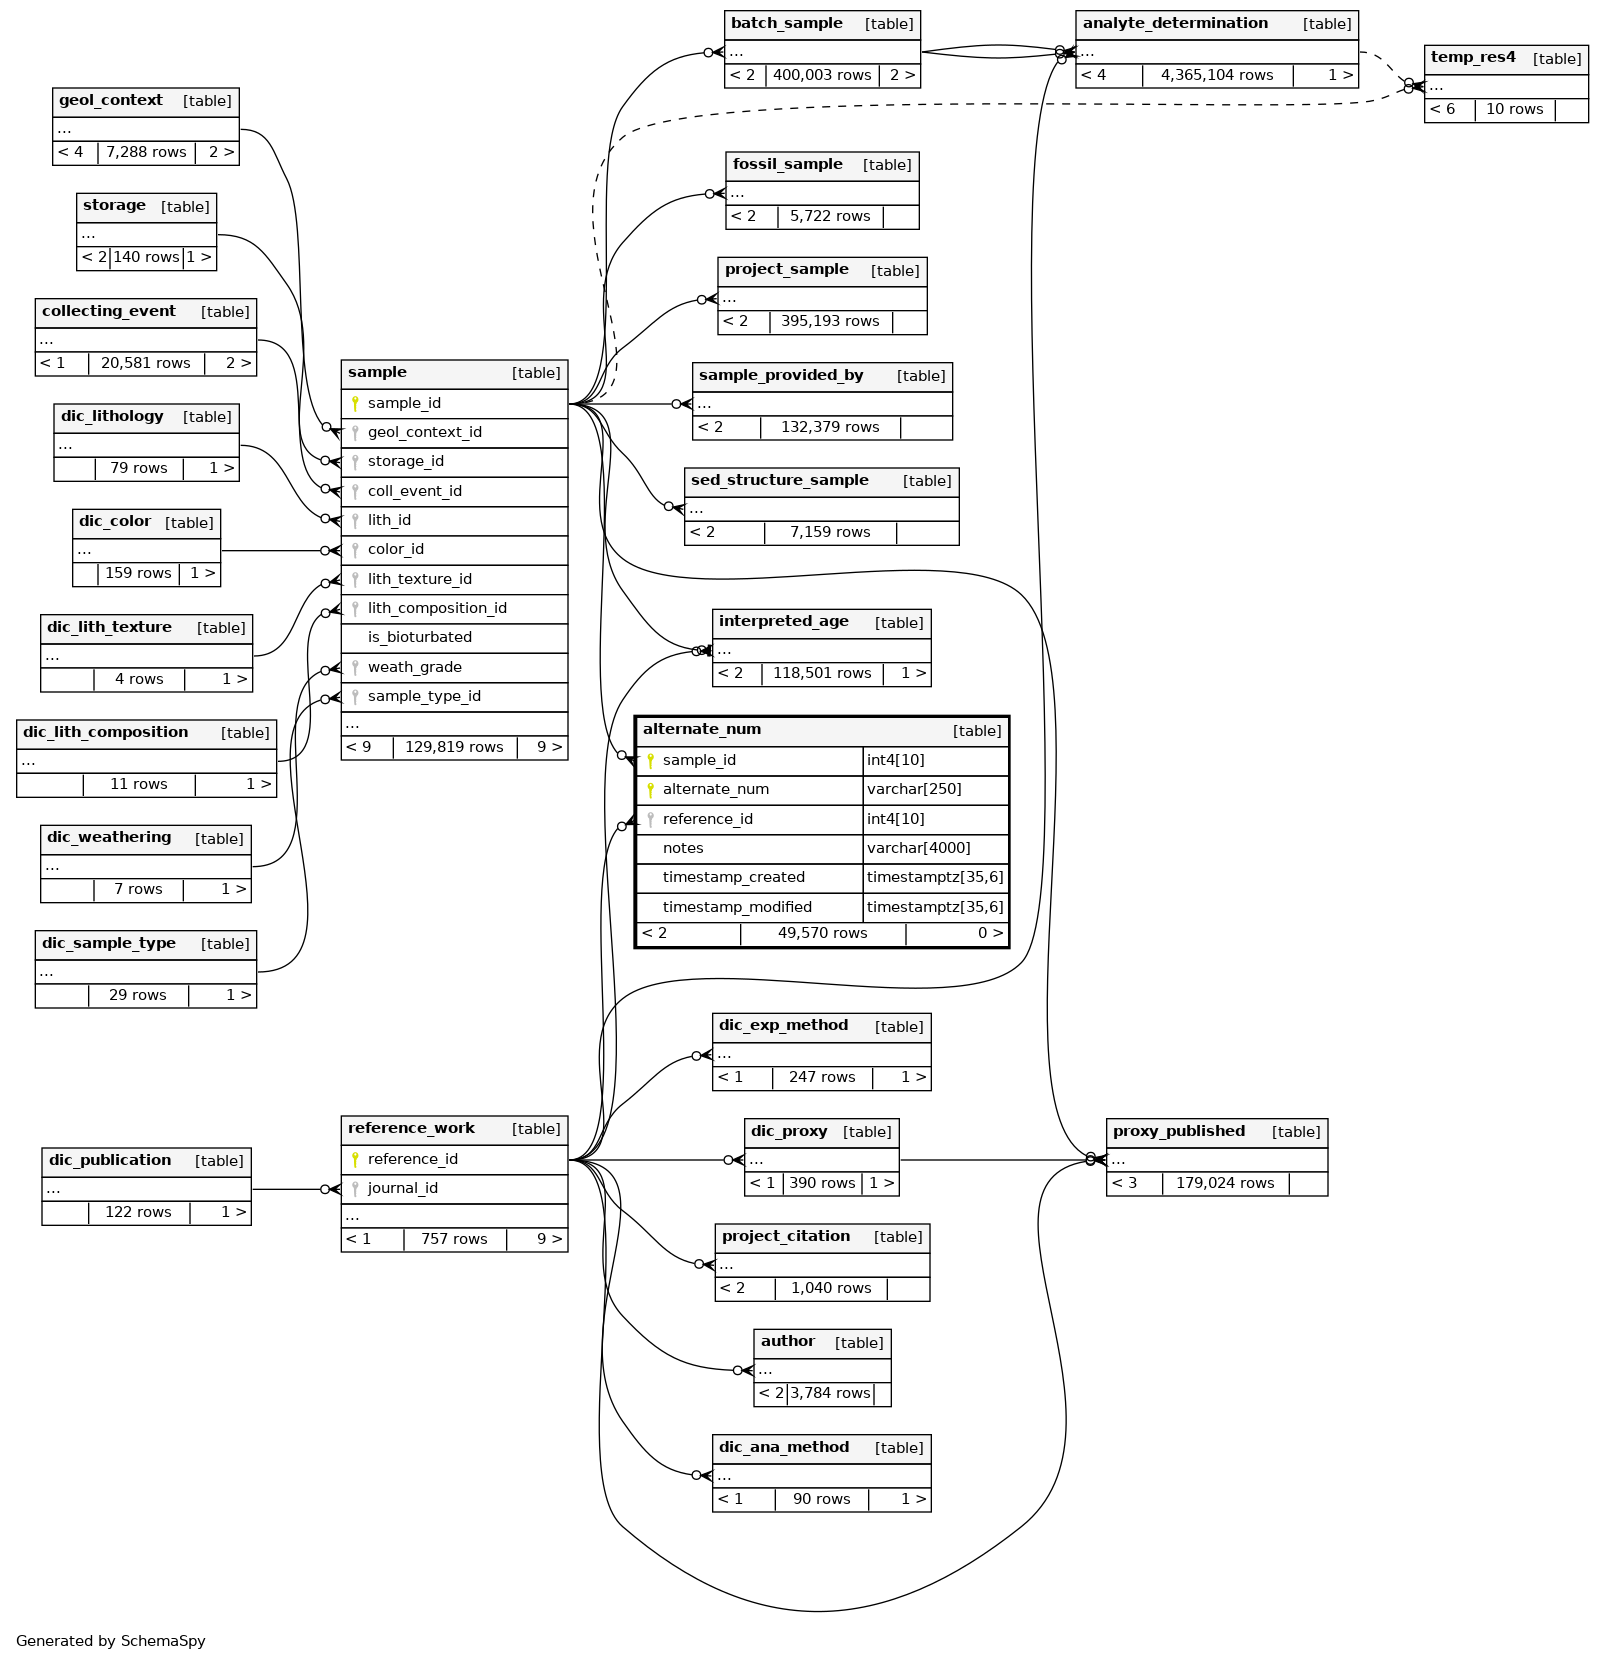 batch_sample [table]
...
< 2 400,003 rows 2 >
analyte_determination [table]
...
< 4 4,365,104 rows 1 >
temp_res4 [table]
...
< 6 10 rows
geol_context [table]
...
< 4 7,288 rows 2 >
storage [table]
...
< 2 140 rows 1 >
collecting_event [table]
...
< 1 20,581 rows 2 >
dic_lithology [table]
...
79 rows 1 >
dic_color [table]
...
159 rows 1 >
dic_lith_texture [table]
...
4 rows 1 >
dic_lith_composition [table]
...
11 rows 1 >
dic_weathering [table]
...
7 rows 1 >
dic_sample_type [table]
...
29 rows 1 >
sample [table]
sample_id
geol_context_id
storage_id
coll_event_id
lith_id
color_id
lith_texture_id
lith_composition_id
is_bioturbated
weath_grade
sample_type_id
...
< 9 129,819 rows 9 >
fossil_sample [table]
...
< 2 5,722 rows
project_sample [table]
...
< 2 395,193 rows
sample_provided_by [table]
...
< 2 132,379 rows
sed_structure_sample [table]
...
< 2 7,159 rows
interpreted_age [table]
...
< 2 118,501 rows 1 >
alternate_num [table]
sample_id int4[10]
alternate_num varchar[250]
reference_id int4[10]
notes varchar[4000]
timestamp_created timestamptz[35,6]
timestamp_modified timestamptz[35,6]
< 2 49,570 rows 0 >
dic_publication [table]
...
122 rows 1 >
reference_work [table]
reference_id
journal_id
...
< 1 757 rows 9 >
dic_exp_method [table]
...
< 1 247 rows 1 >
dic_proxy [table]
...
< 1 390 rows 1 >
proxy_published [table]
...
< 3 179,024 rows
project_citation [table]
...
< 2 1,040 rows
author [table]
...
< 2 3,784 rows
dic_ana_method [table]
...
< 1 90 rows 1 >
Generated by SchemaSpy